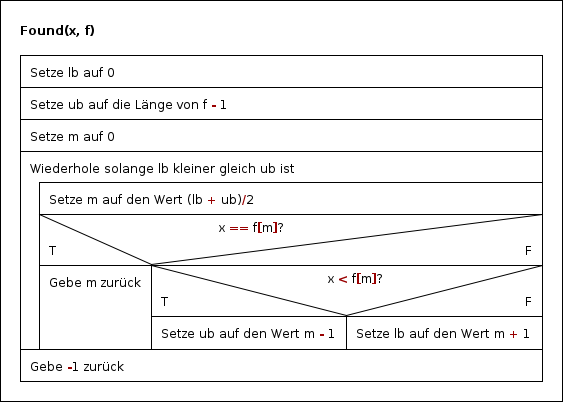 Found(x, f)
Setze lb auf 0
Setze ub auf die Länge von f - 1
Setze m auf 0
Wiederhole solange lb kleiner gleich ub ist
Setze m auf den Wert (lb + ub)/2
x == f[m]?
T
F
Gebe m zurück
x < f[m]?
T
F
Setze ub auf den Wert m - 1
Setze lb auf den Wert m + 1
Gebe -1 zurück